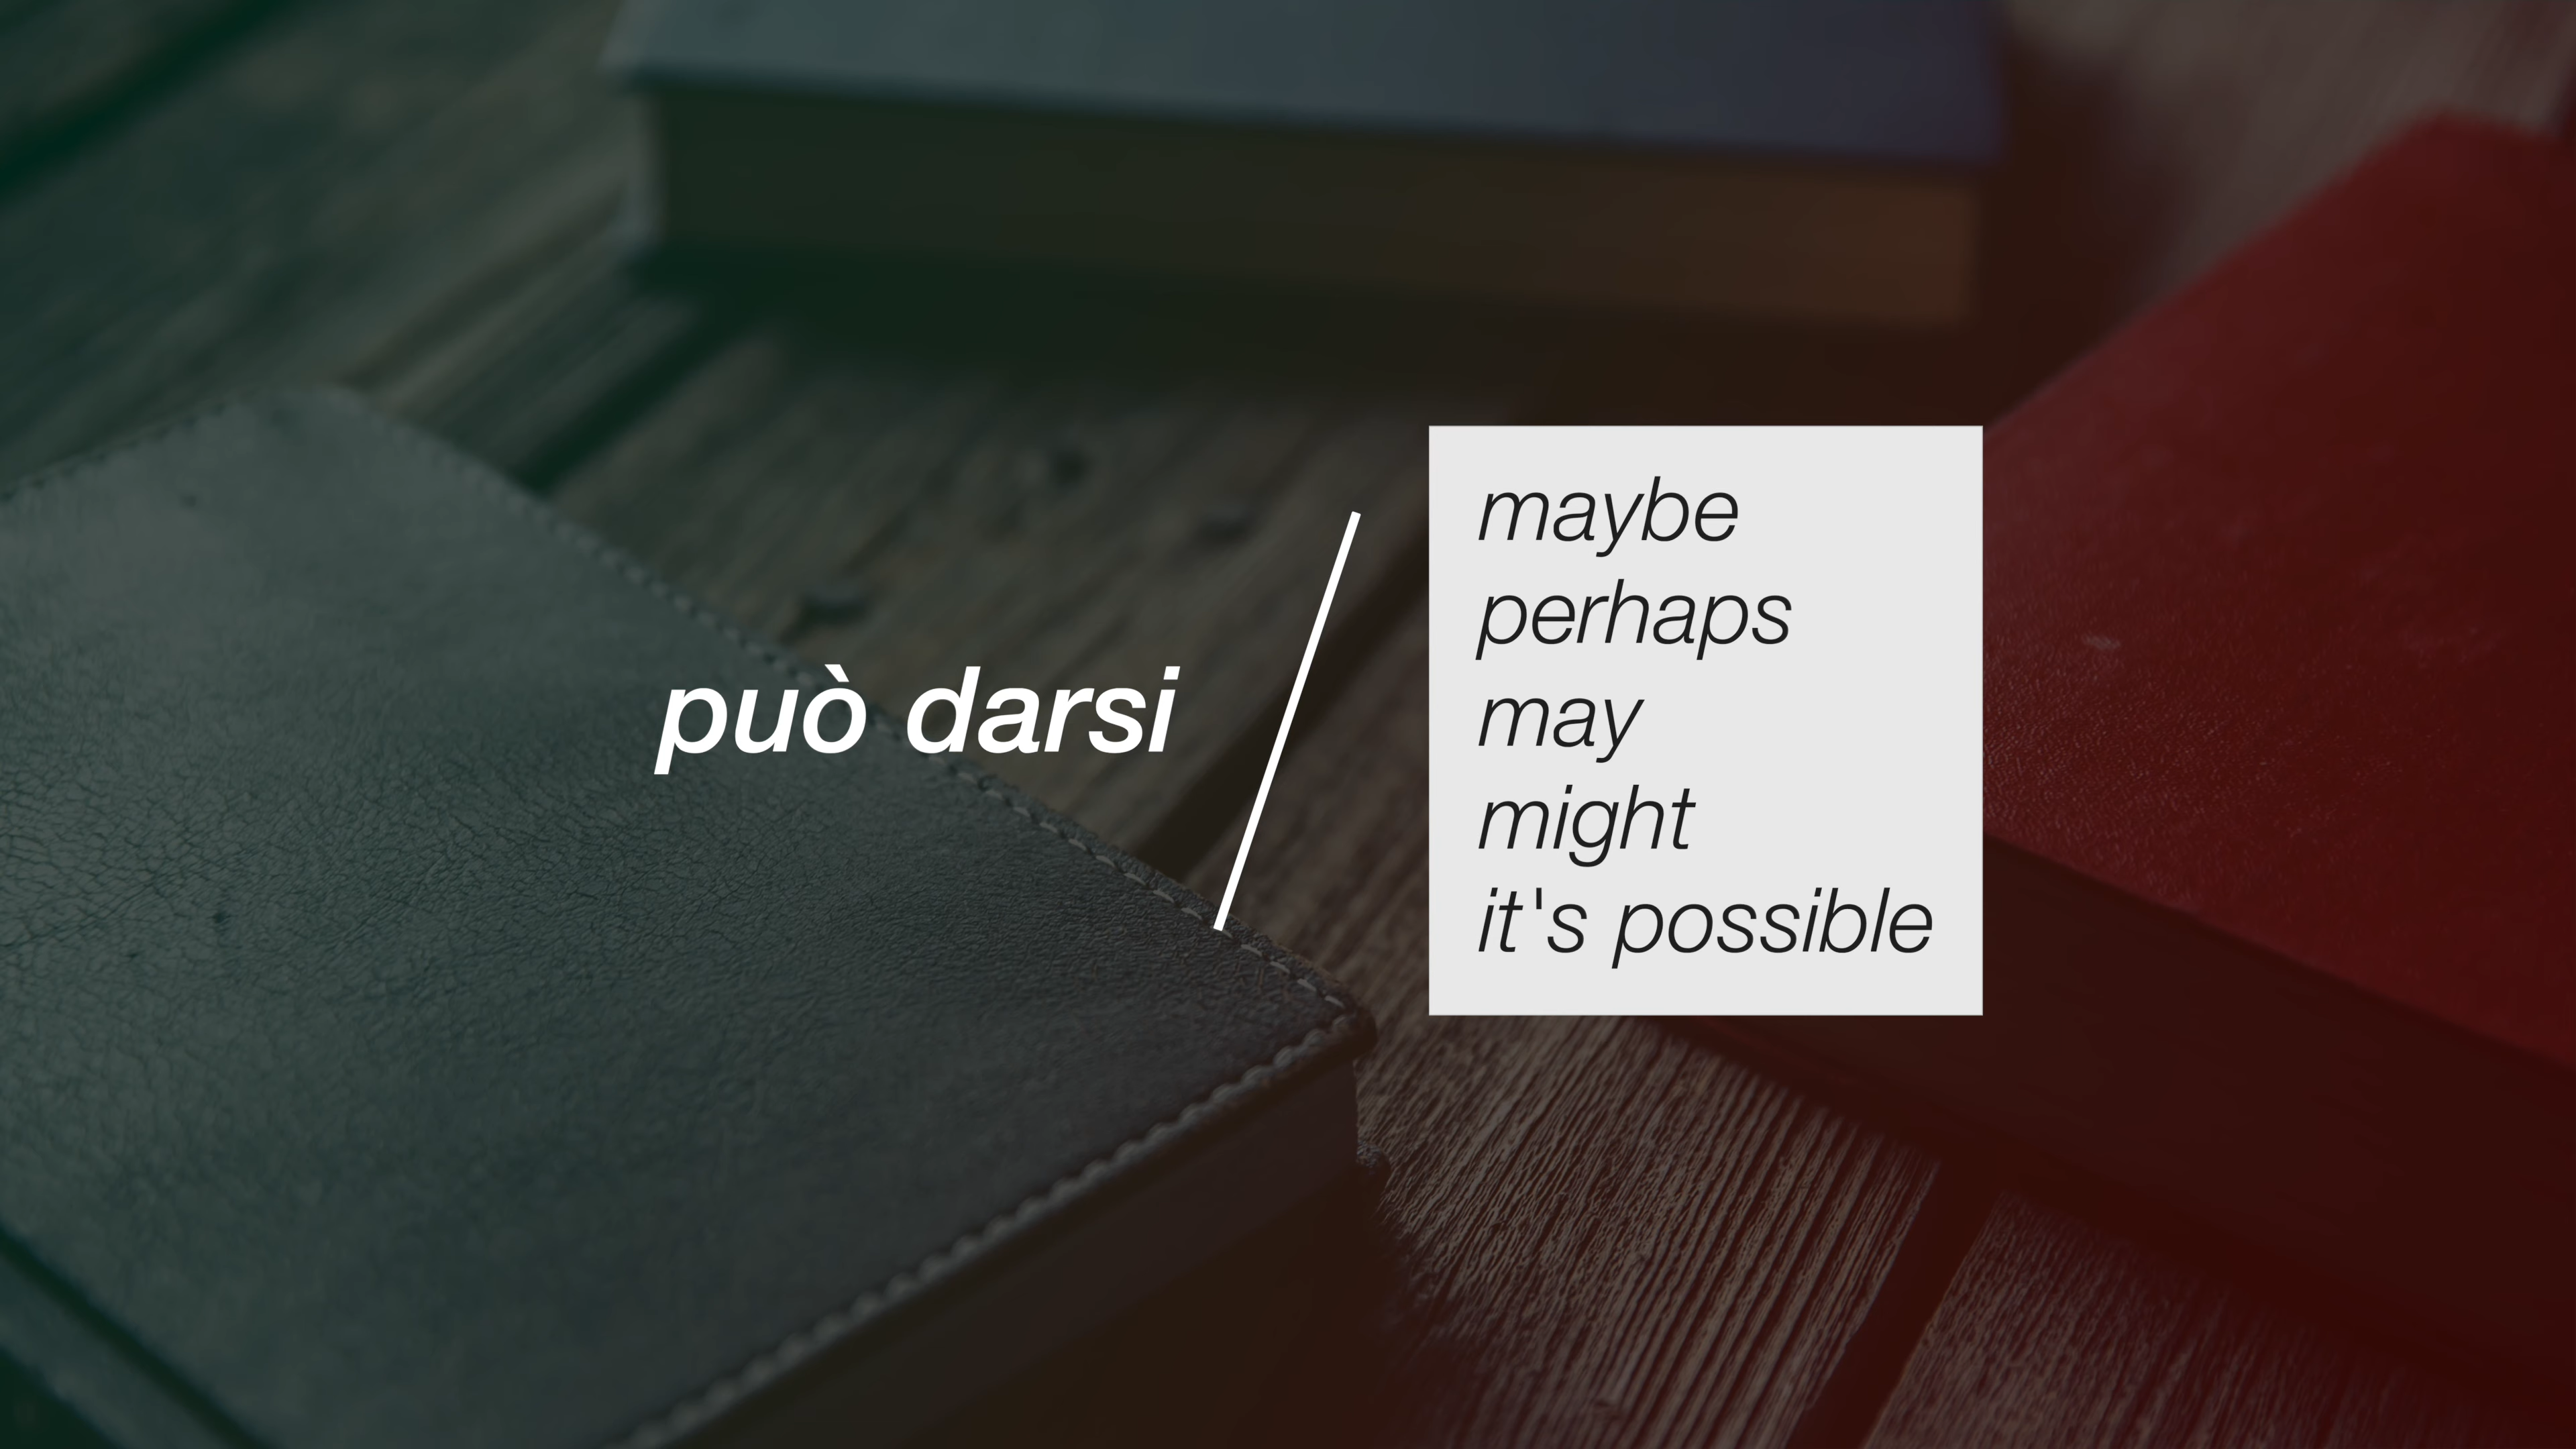 può darsi
maybe
perhaps
may
might
it's possible